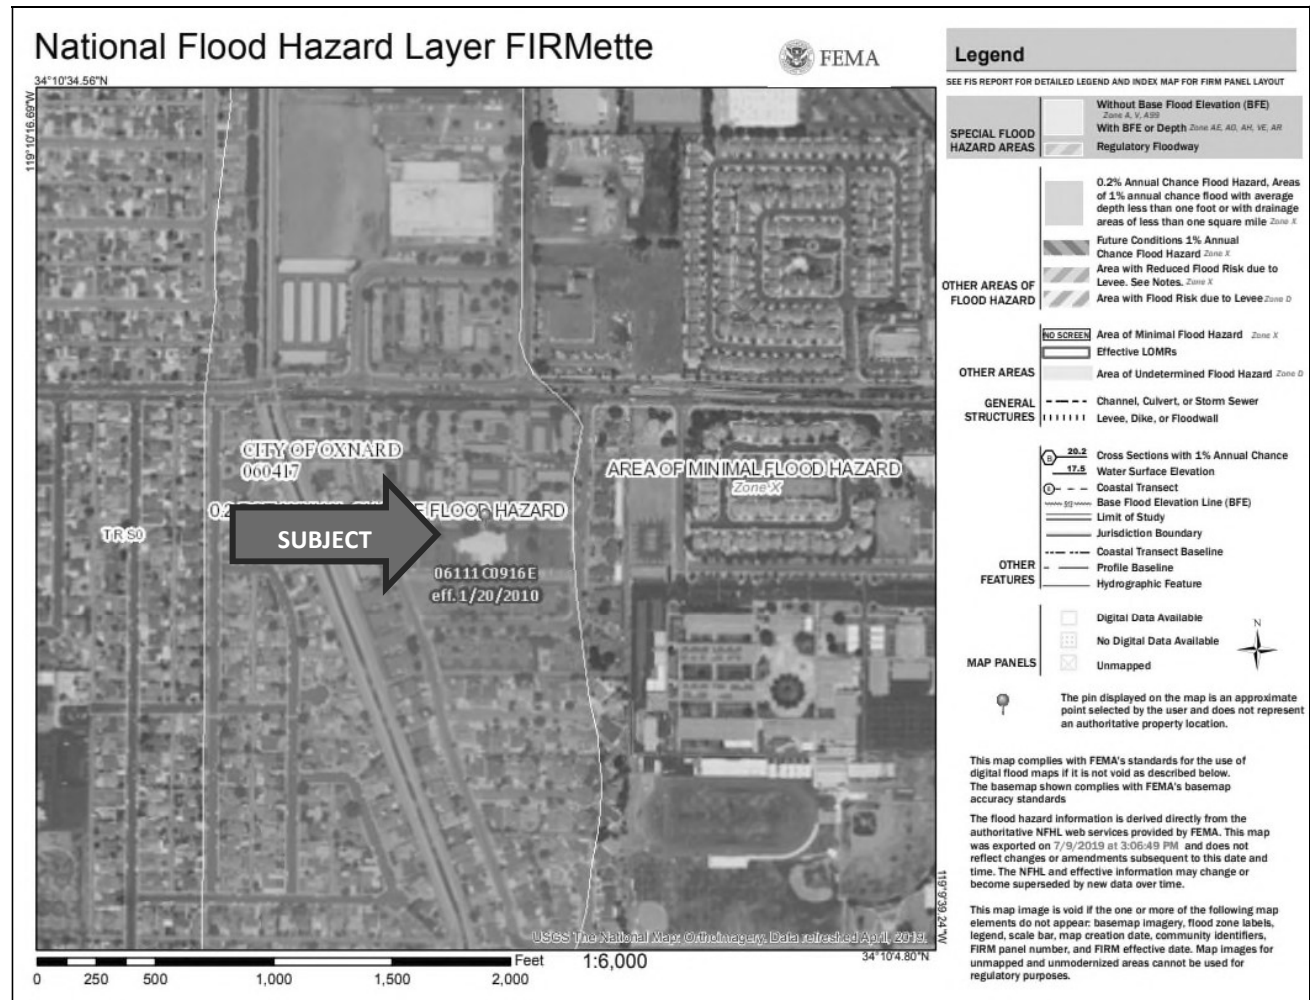 National Flood Hazard Layer FIRMette
FEMA
34°10'34.56"N
119°10'16.69"W
CITY OF OXNARD
060417
FLOOD HAZARD
SUBJECT
06111C0916E
eff. 1/20/2010
T R S0
AREA OF MINIMAL FLOOD HAZARD
Zone X
USGS The National Map: Orthoimagery. Data refreshed April, 2019.
119°9'39.24"W
34°10'4.80"N
0 250 500 1,000 1,500 2,000
Feet
1:6,000
Legend
SEE FIS REPORT FOR DETAILED LEGEND AND INDEX MAP FOR FIRM PANEL LAYOUT
SPECIAL FLOOD
HAZARD AREAS
Without Base Flood Elevation (BFE)
Zone A, V, A99
With BFE or Depth Zone AE, AO, AH, VE, AR
Regulatory Floodway
OTHER AREAS OF
FLOOD HAZARD
0.2% Annual Chance Flood Hazard, Areas
of 1% annual chance flood with average
depth less than one foot or with drainage
areas of less than one square mile Zone X
Future Conditions 1% Annual
Chance Flood Hazard Zone X
Area with Reduced Flood Risk due to
Levee. See Notes. Zone X
Area with Flood Risk due to Levee Zone D
OTHER AREAS
NO SCREEN Area of Minimal Flood Hazard Zone X
Effective LOMRs
Area of Undetermined Flood Hazard Zone D
GENERAL
STRUCTURES
Channel, Culvert, or Storm Sewer
Levee, Dike, or Floodwall
OTHER
FEATURES
B 20.2 Cross Sections with 1% Annual Chance
17.5 Water Surface Elevation
8 Coastal Transect
513 Base Flood Elevation Line (BFE)
Limit of Study
Jurisdiction Boundary
Coastal Transect Baseline
Profile Baseline
Hydrographic Feature
MAP PANELS
Digital Data Available
No Digital Data Available
Unmapped
N
The pin displayed on the map is an approximate
point selected by the user and does not represent
an authoritative property location.
This map complies with FEMA's standards for the use of
digital flood maps if it is not void as described below.
The basemap shown complies with FEMA's basemap
accuracy standards
The flood hazard information is derived directly from the
authoritative NFHL web services provided by FEMA. This map
was exported on 7/9/2019 at 3:06:49 PM and does not
reflect changes or amendments subsequent to this date and
time. The NFHL and effective information may change or
become superseded by new data over time.
This map image is void if the one or more of the following map
elements do not appear: basemap imagery, flood zone labels,
legend, scale bar, map creation date, community identifiers,
FIRM panel number, and FIRM effective date. Map images for
unmapped and unmodernized areas cannot be used for
regulatory purposes.